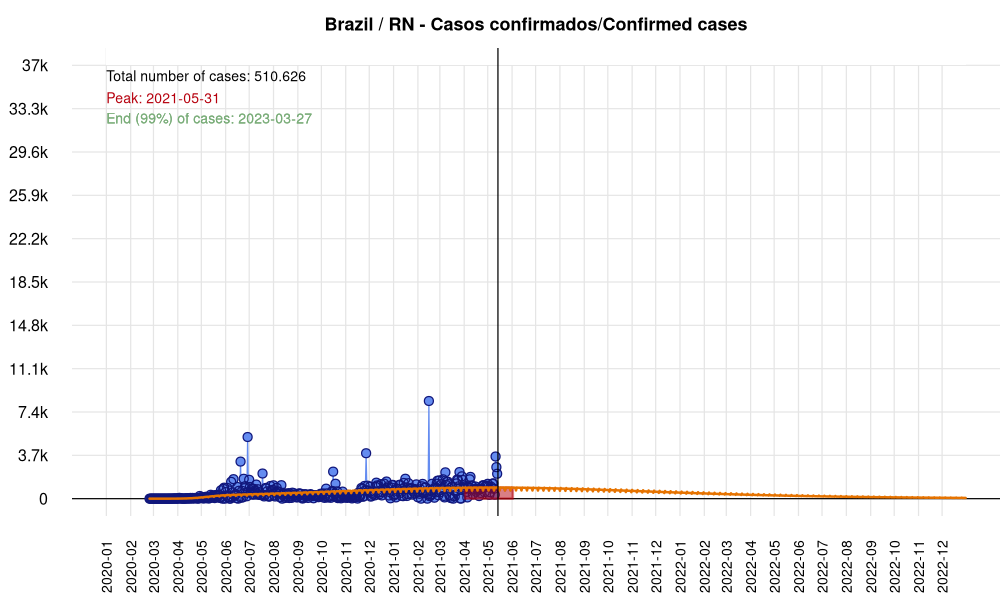 Brazil / RN - Casos confirmados/Confirmed cases
Total number of cases: 510.626
Peak: 2021-05-31
End (99%) of cases: 2023-03-27
37k
33.3k
29.6k
25.9k
22.2k
18.5k
14.8k
11.1k
7.4k
3.7k
0
2020-01
2020-02
2020-03
2020-04
2020-05
2020-06
2020-07
2020-08
2020-09
2020-10
2020-11
2020-12
2021-01
2021-02
2021-03
2021-04
2021-05
2021-06
2021-07
2021-08
2021-09
2021-10
2021-11
2021-12
2022-01
2022-02
2022-03
2022-04
2022-05
2022-06
2022-07
2022-08
2022-09
2022-10
2022-11
2022-12